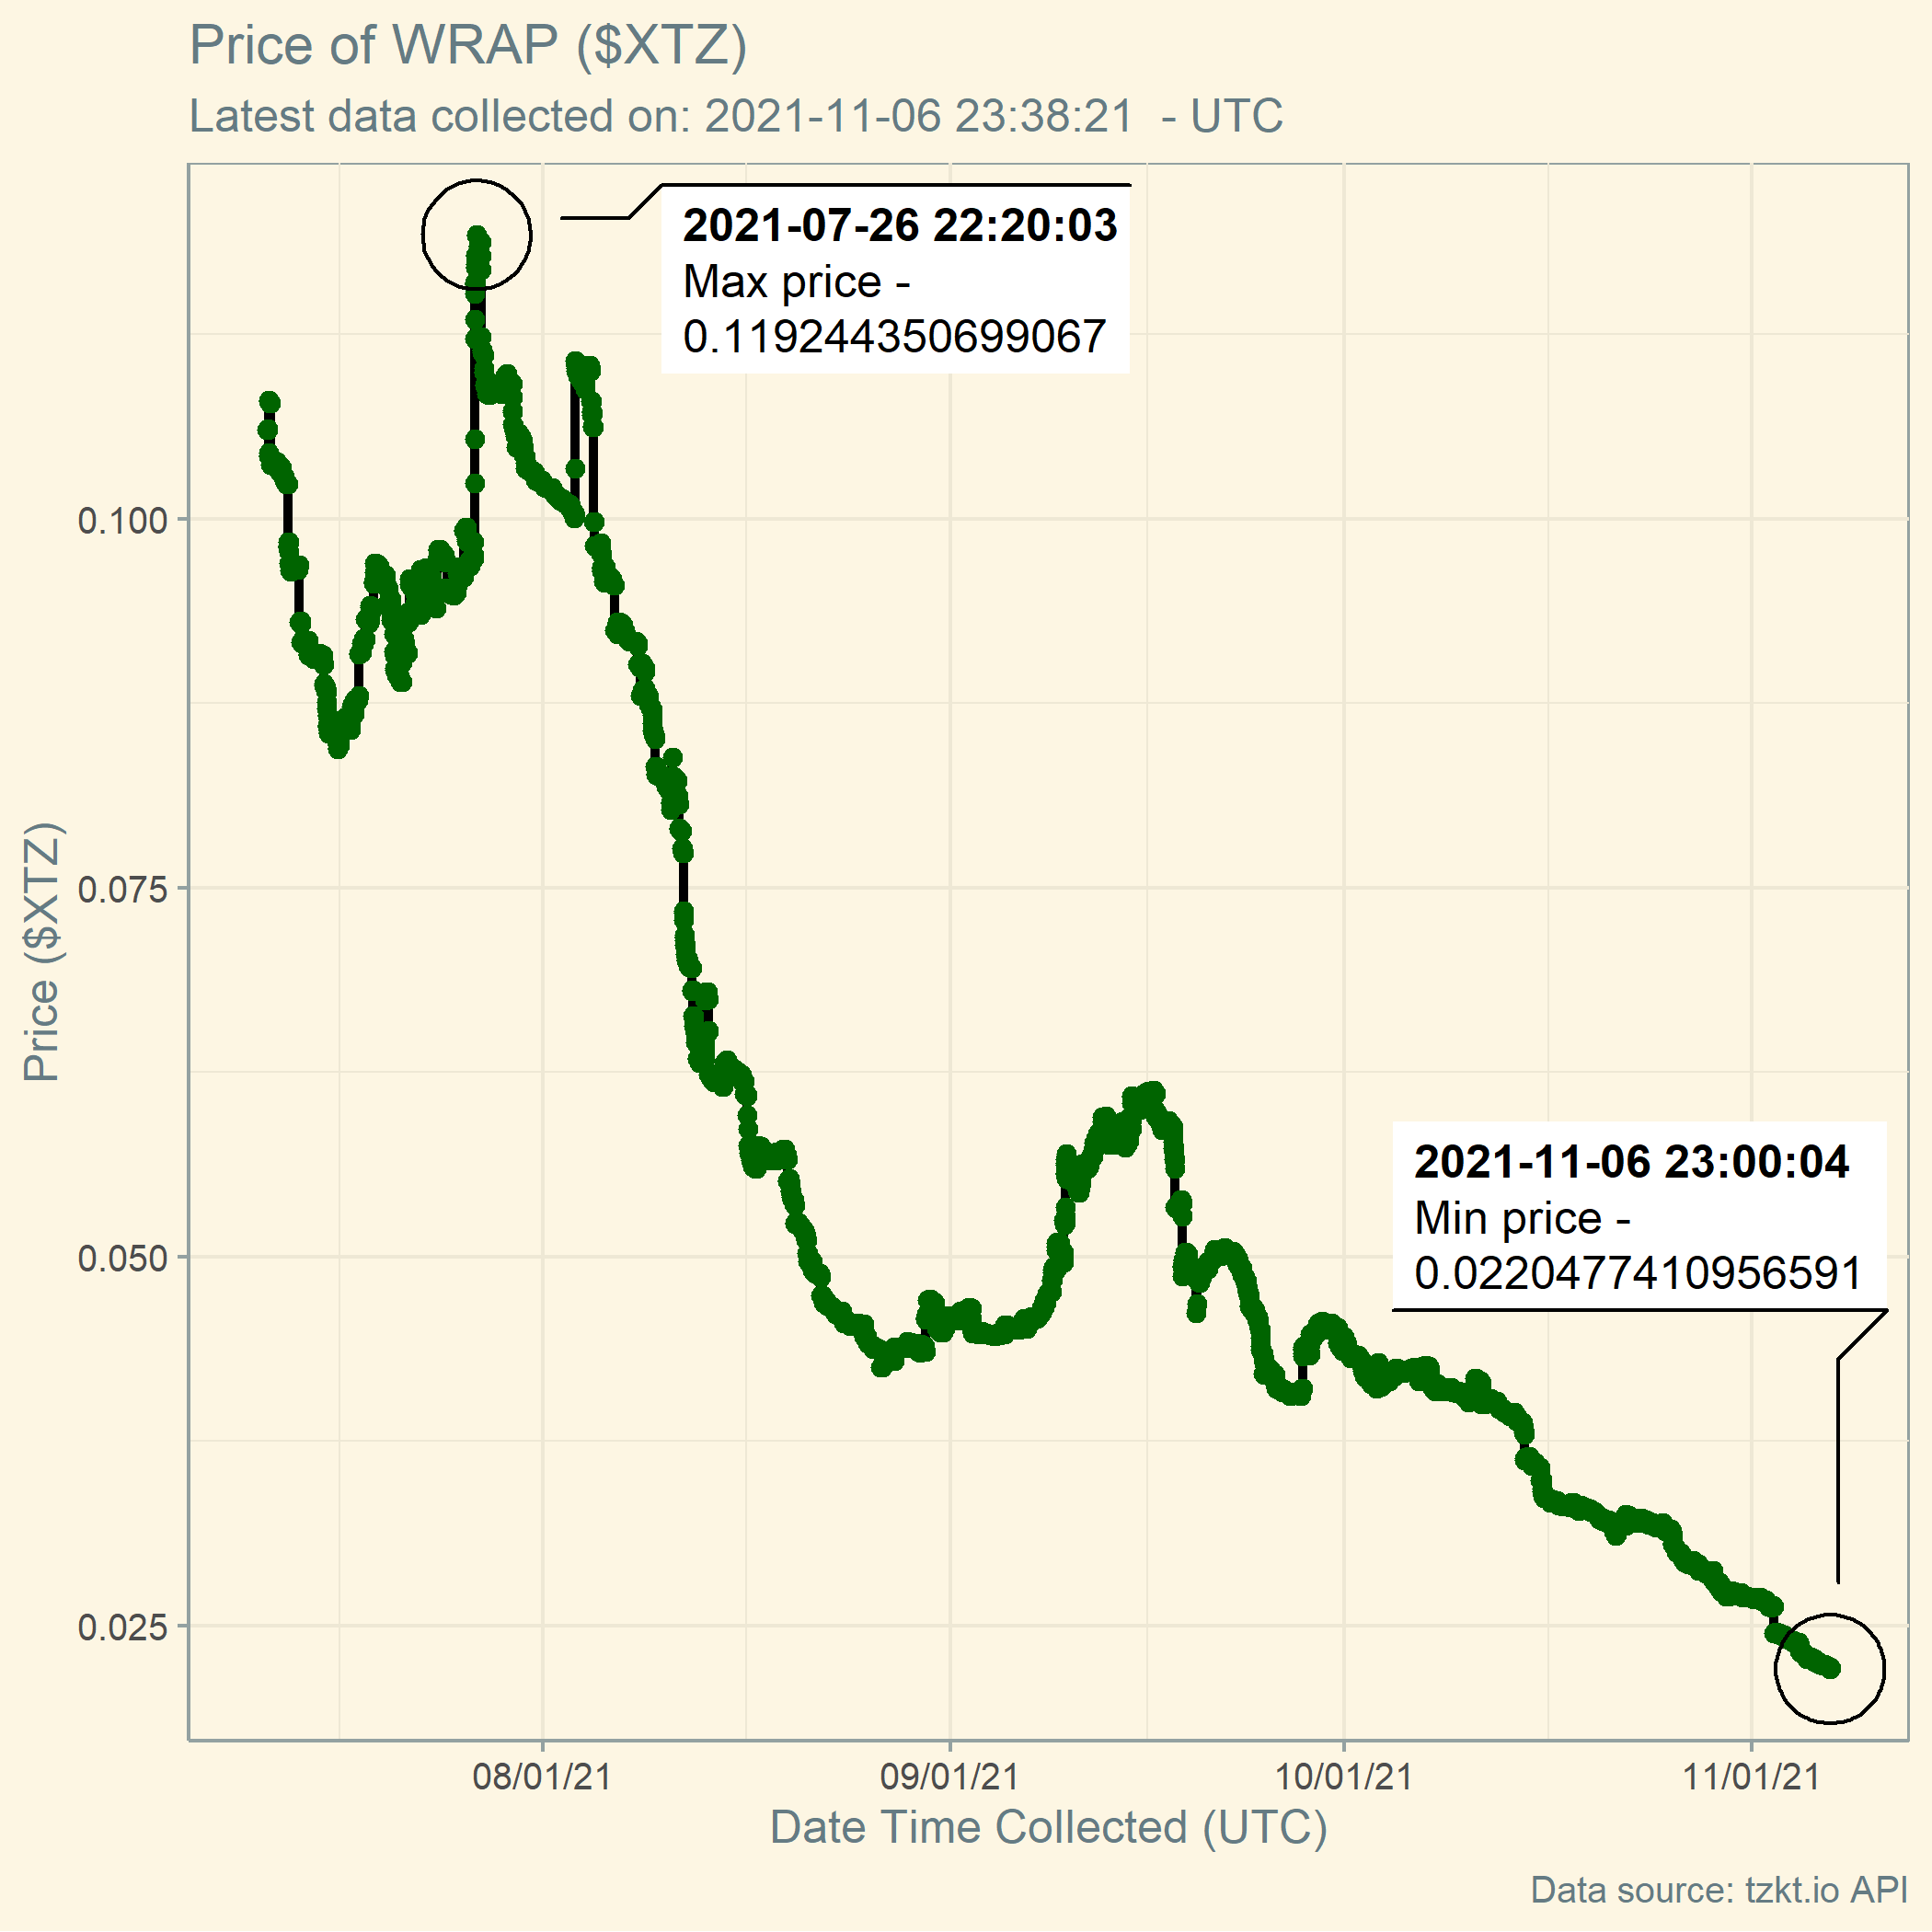 Price of WRAP ($XTZ)
Latest data collected on: 2021-11-06 23:38:21  - UTC
2021-07-26 22:20:03
Max price -
0.119244350699067
0.100
0.075
0.050
0.025
Price ($XTZ)
2021-11-06 23:00:04
Min price -
0.0220477410956591
08/01/21
09/01/21
10/01/21
11/01/21
Date Time Collected (UTC)
Data source: tzkt.io API